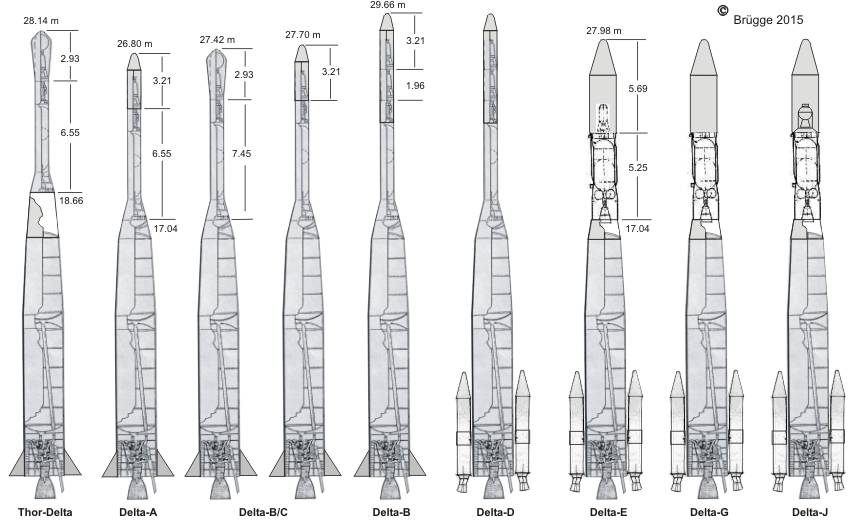 © Brügge 2015
28.14 m
2.93
6.55
18.66
26.80 m
3.21
6.55
17.04
27.42 m
2.93
7.45
27.70 m
3.21
29.66 m
3.21
1.96
27.98 m
5.69
5.25
17.04
Thor-Delta
Delta-A
Delta-B/C
Delta-B
Delta-D
Delta-E
Delta-G
Delta-J